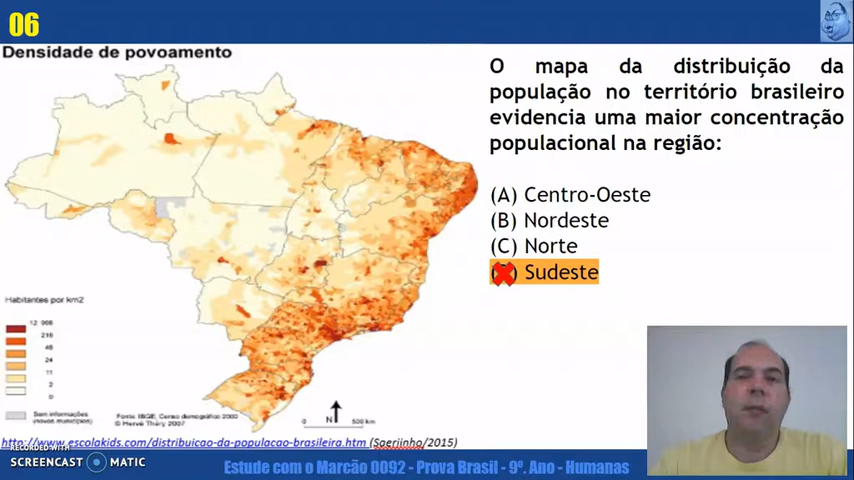 06
Densidade de povoamento
O mapa da distribuição da
população no território brasileiro
evidencia uma maior concentração
populacional na região:
(A) Centro-Oeste
(B) Nordeste
(C) Norte
Sudeste
Habitantes por km2
216
48
24
11
2
0
Sem informações
(novos municípios)
Fonte: IBGE, Censo demográfico 2000
© Hervé Théry 2007
0 N 500 km
http://www.escolakids.com/distribuicao-da-populacao-brasileira.htm (Saerjinho/2015)
RECORDED WITH
SCREENCAST MATIC
Estude com o Marcão 0092 - Prova Brasil - 9º. Ano - Humanas